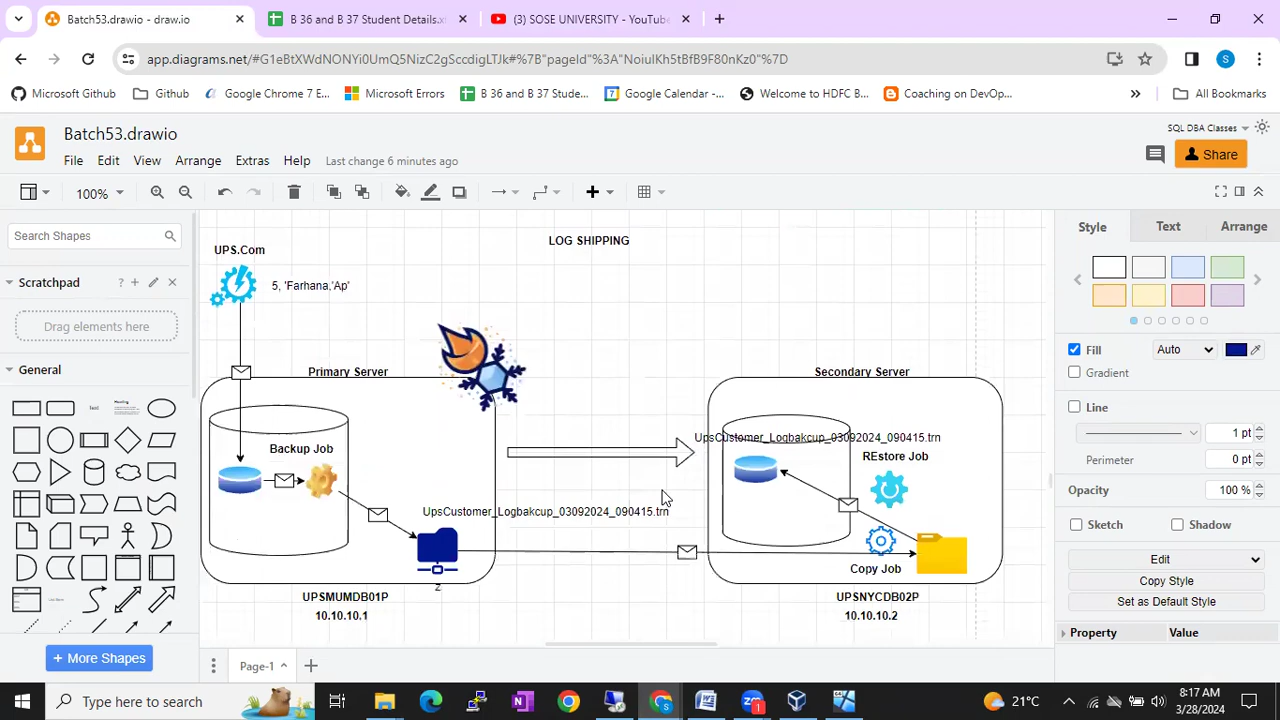 Batch53.drawio - draw.io
B 36 and B 37 Student Details.x
(3) SOSE UNIVERSITY - YouTube
app.diagrams.net/#G1eBtXWdNONYi0UmQ5NizC2gSccdigLTlk#%7B"pageId"%3A"NoiuIKh5tBfB9F80nKz0"%7D
S
Microsoft Github
Github
Google Chrome 7 E...
Microsoft Errors
B 36 and B 37 Stude...
Google Calendar -...
Welcome to HDFC B...
Coaching on DevOp...
All Bookmarks
Batch53.drawio
SQL DBA Classes
File Edit View Arrange Extras Help Last change 6 minutes ago
Share
100%
Search Shapes
Scratchpad
?
Drag elements here
General
Text
Heading
+ More Shapes
LOG SHIPPING
UPS.Com
5, 'Farhana,'Ap'
Primary Server
Secondary Server
Backup Job
UpsCustomer_Logbakcup_03092024_090415.trn
REstore Job
UpsCustomer_Logbakcup_03092024_090415.trn
Copy Job
Z
UPSMUMDB01P
10.10.10.1
UPSNYCDB02P
10.10.10.2
Style Text Arrange
Fill Auto
Gradient
Line
1 pt
Perimeter 0 pt
Opacity 100 %
Sketch Shadow
Edit
Copy Style
Set as Default Style
Property Value
Page-1
Type here to search
21°C
8:17 AM
3/28/2024